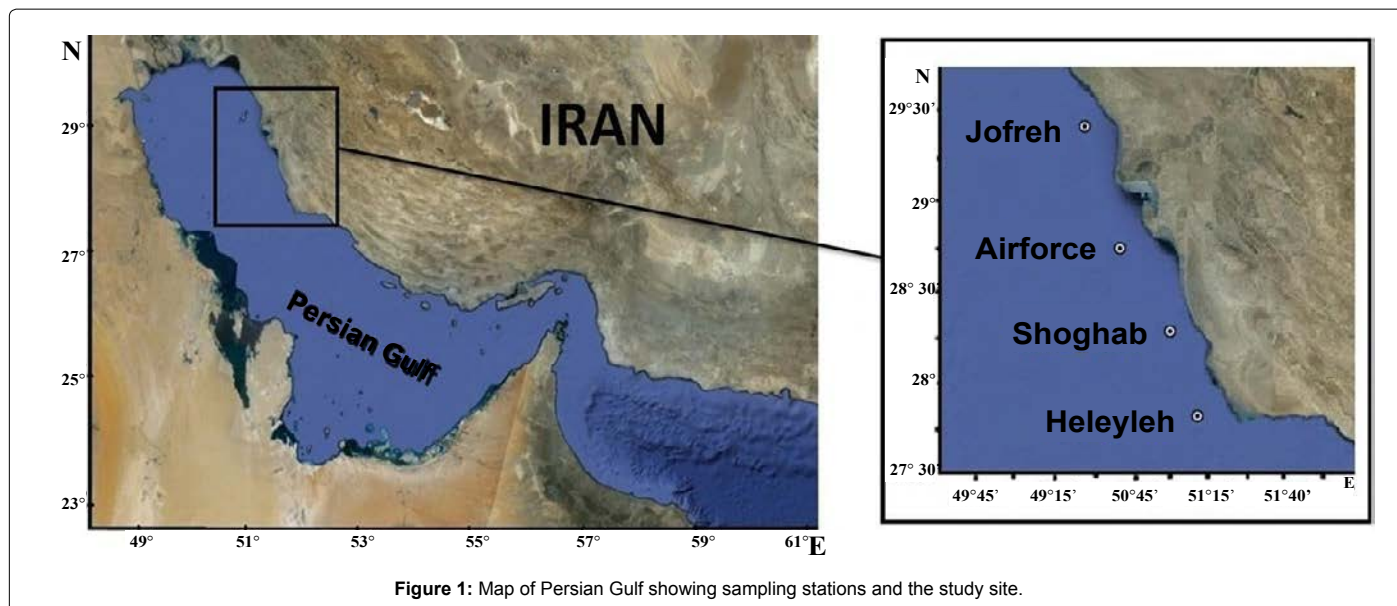 N
29°
27°
25°
23°
49°
51°
53°
55°
57°
59°
61°
E
IRAN
Persian Gulf
N
29° 30'
29°
28° 30'
28°
27° 30'
Jofreh
Airforce
Shoghab
Heleyleh
49°45'
49°15'
50°45'
51°15'
51°40'
E
Figure 1: Map of Persian Gulf showing sampling stations and the study site.